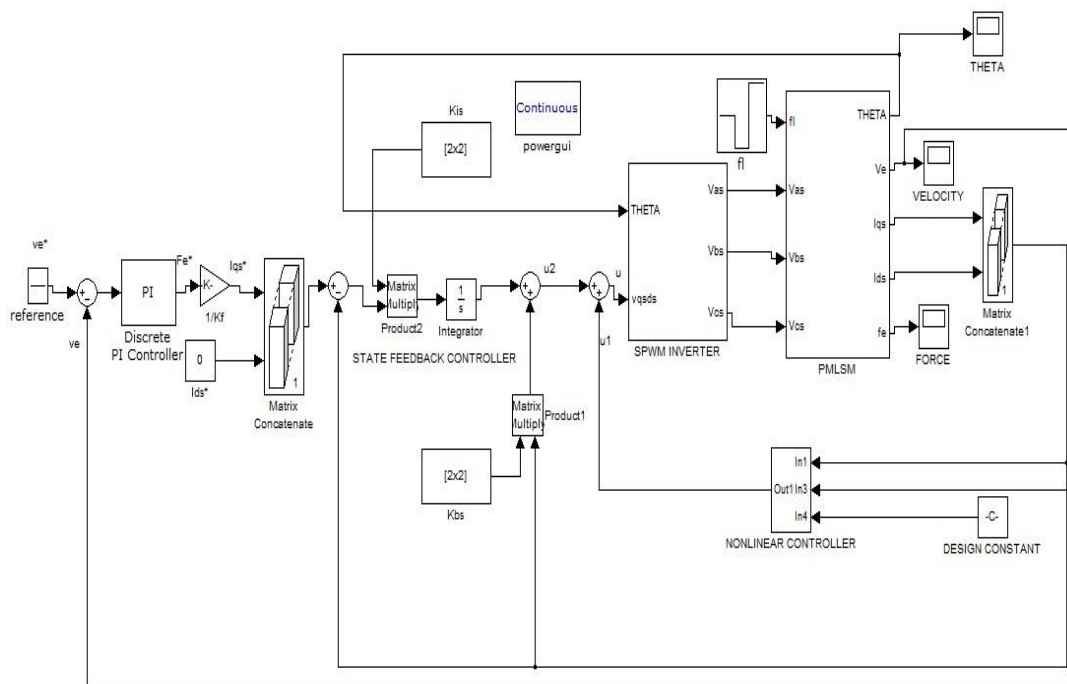 THETA
Kis
[2x2]
Continuous
powergui
fl
fl
THETA
Ve
VELOCITY
THETA
Vas
Vas
Iqs
Vbs
Vbs
Ids
Vcs
Vcs
fe
vqsds
SPWM INVERTER
PMLSM
FORCE
1
Matrix
Concatenate1
ve*
reference
ve
PI
Discrete
PI Controller
Fe*
K-
1/Kf
Iqs*
0
Ids*
1
Matrix
Concatenate
Matrix
Multiply
Product2
1
s
Integrator
u2
u
u1
STATE FEEDBACK CONTROLLER
Matrix
Multiply
Product1
[2x2]
Kbs
In1
Out1 In3
In4
NONLINEAR CONTROLLER
-C-
DESIGN CONSTANT